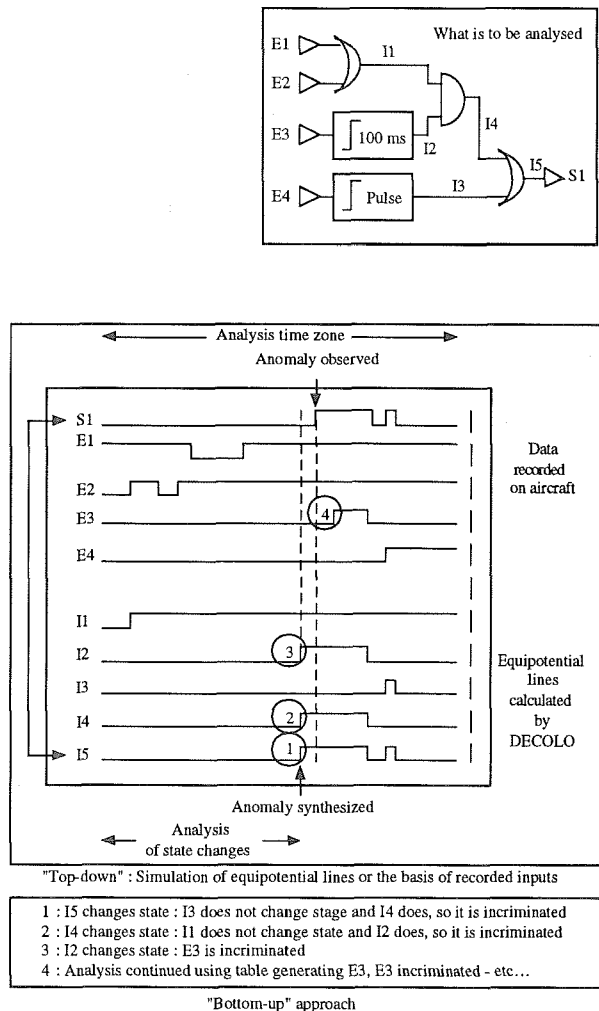 What is to be analysed
E1
I1
E2
I4
E3
100 ms
I2
I5
S1
E4
Pulse
I3
Analysis time zone
Anomaly observed
S1
E1
Data
recorded
on aircraft
E2
E3
4
E4
I1
I2
3
Equipotential
lines
calculated
by
DECOLO
I3
I4
2
I5
1
Anomaly synthesized
Analysis
of state changes
"Top-down" : Simulation of equipotential lines or the basis of recorded inputs
1 : I5 changes state : I3 does not change stage and I4 does, so it is incriminated
2 : I4 changes state : I1 does not change state and I2 does, so it is incriminated
3 : I2 changes state : E3 is incriminated
4 : Analysis continued using table generating E3, E3 incriminated - etc...
"Bottom-up" approach